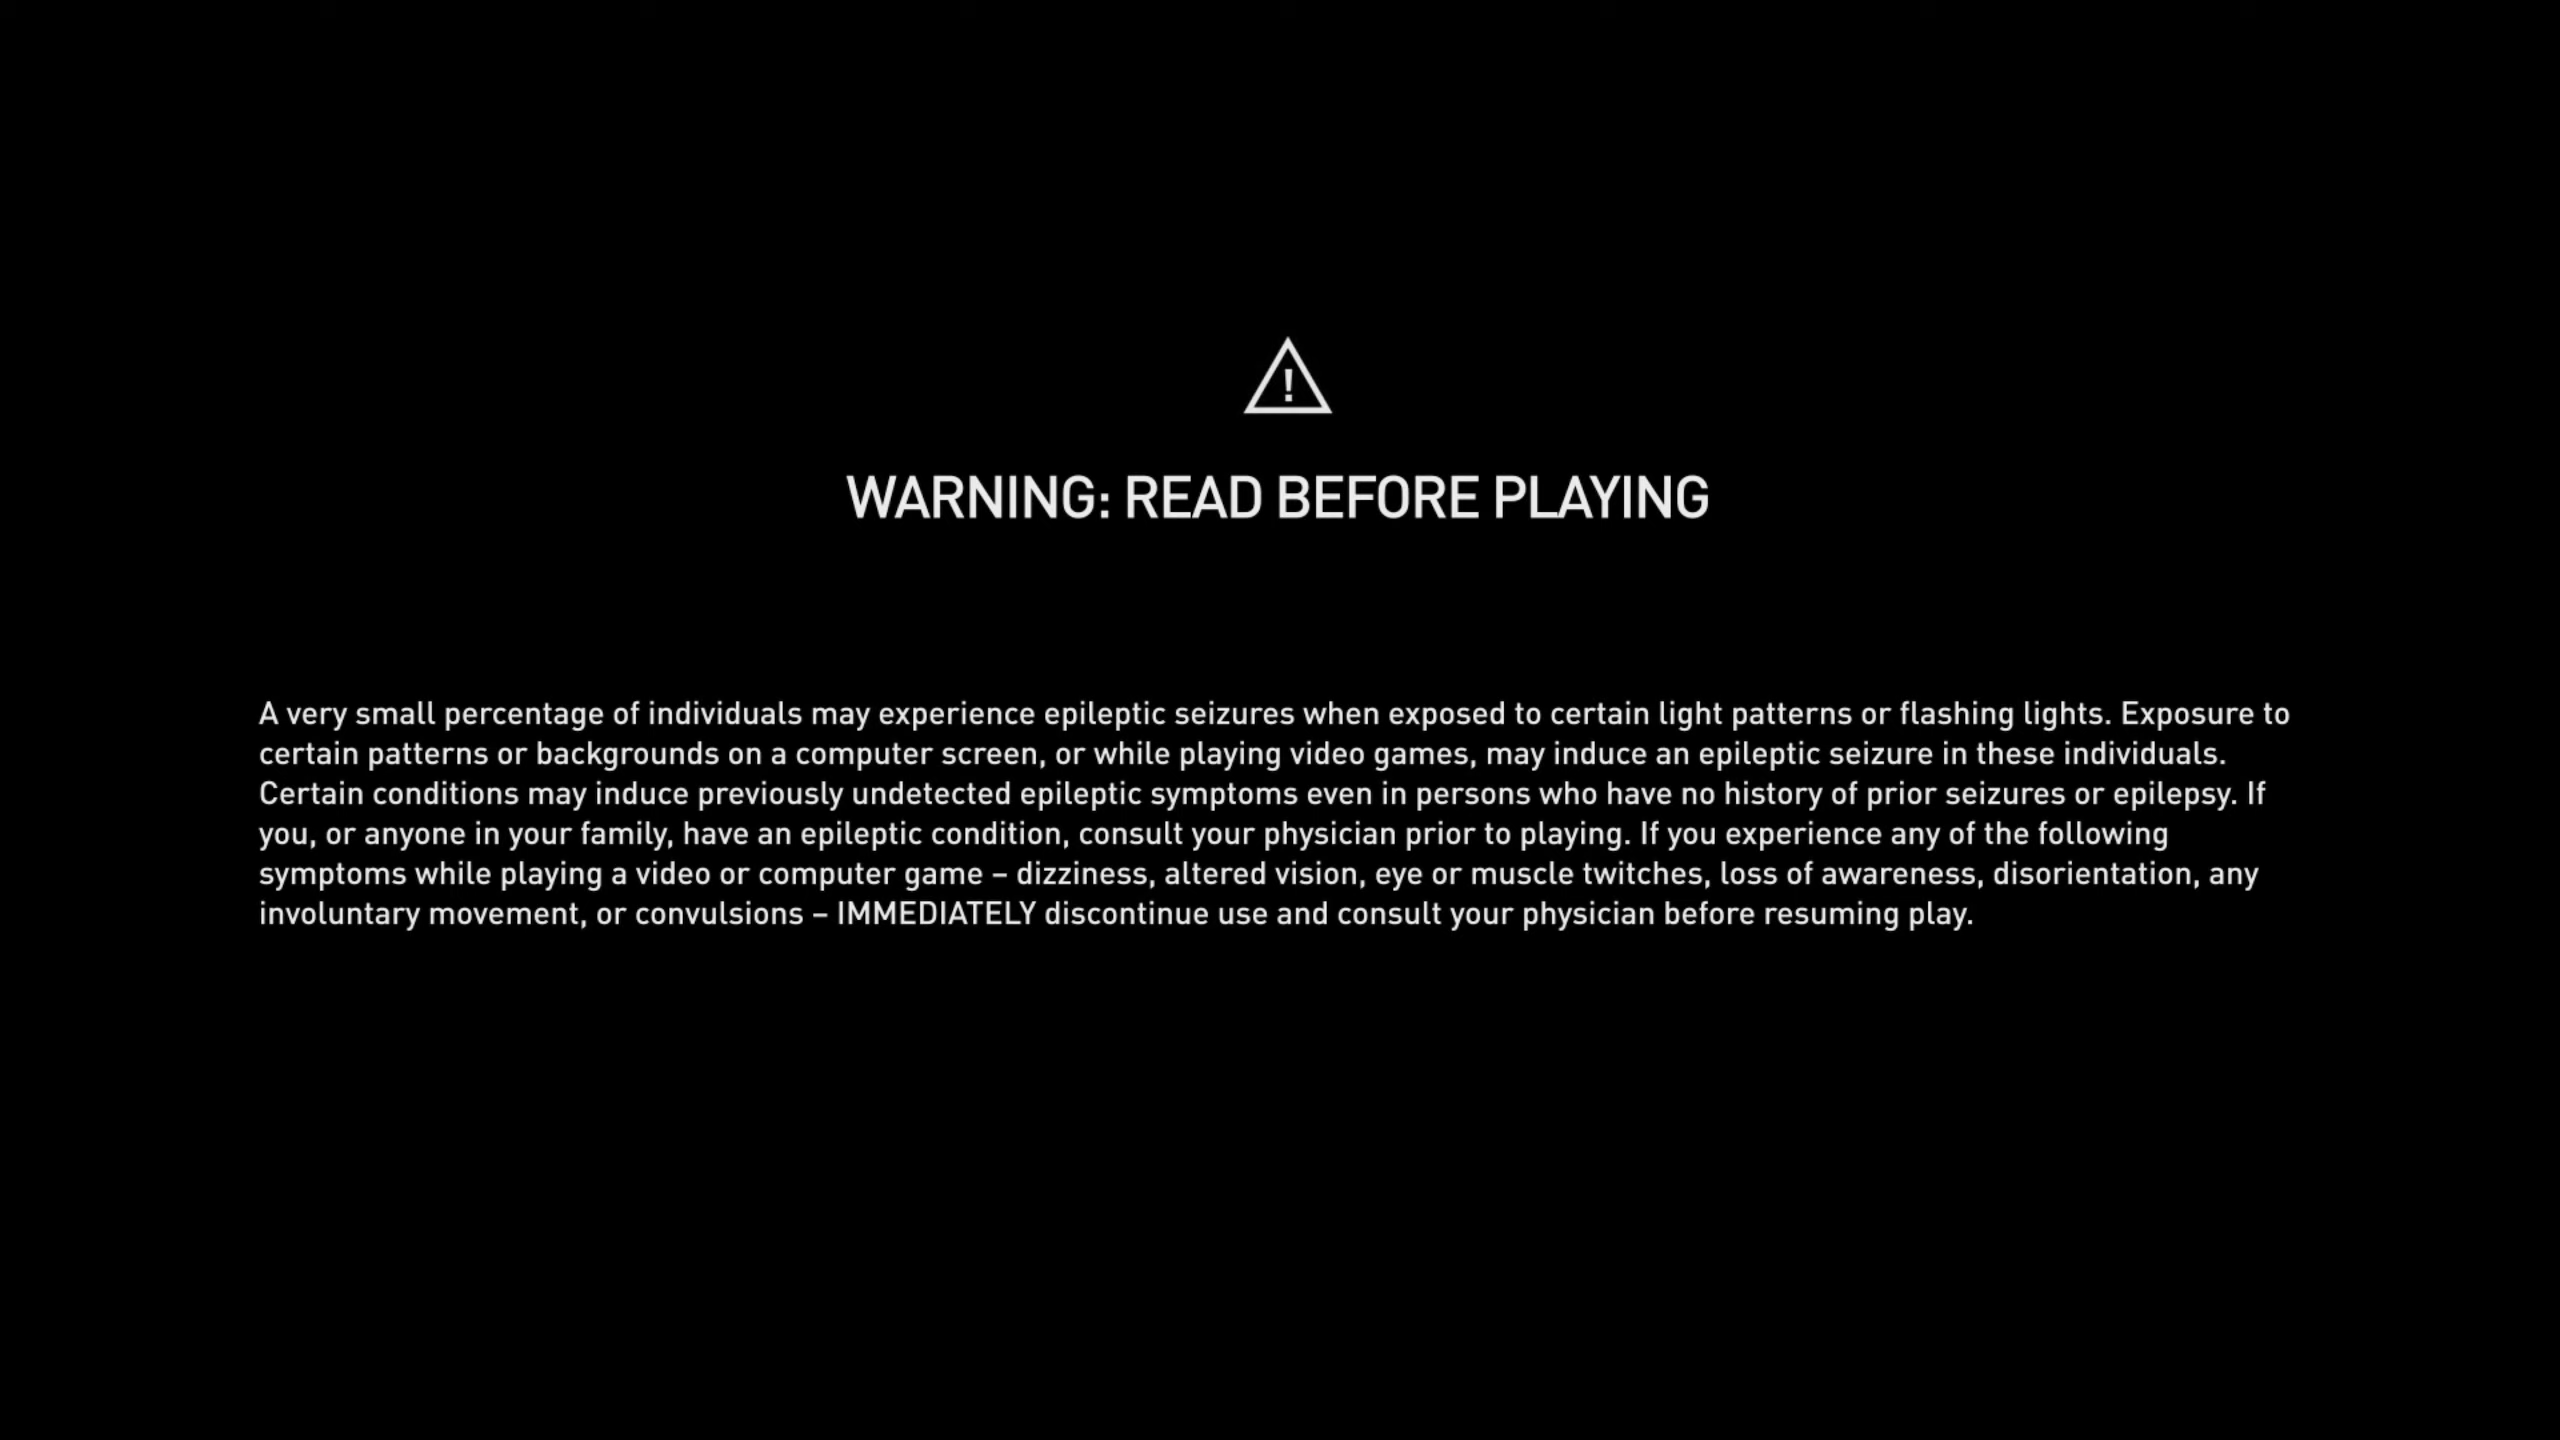 !
WARNING: READ BEFORE PLAYING
A very small percentage of individuals may experience epileptic seizures when exposed to certain light patterns or flashing lights. Exposure to
certain patterns or backgrounds on a computer screen, or while playing video games, may induce an epileptic seizure in these individuals.
Certain conditions may induce previously undetected epileptic symptoms even in persons who have no history of prior seizures or epilepsy. If
you, or anyone in your family, have an epileptic condition, consult your physician prior to playing. If you experience any of the following
symptoms while playing a video or computer game – dizziness, altered vision, eye or muscle twitches, loss of awareness, disorientation, any
involuntary movement, or convulsions – IMMEDIATELY discontinue use and consult your physician before resuming play.